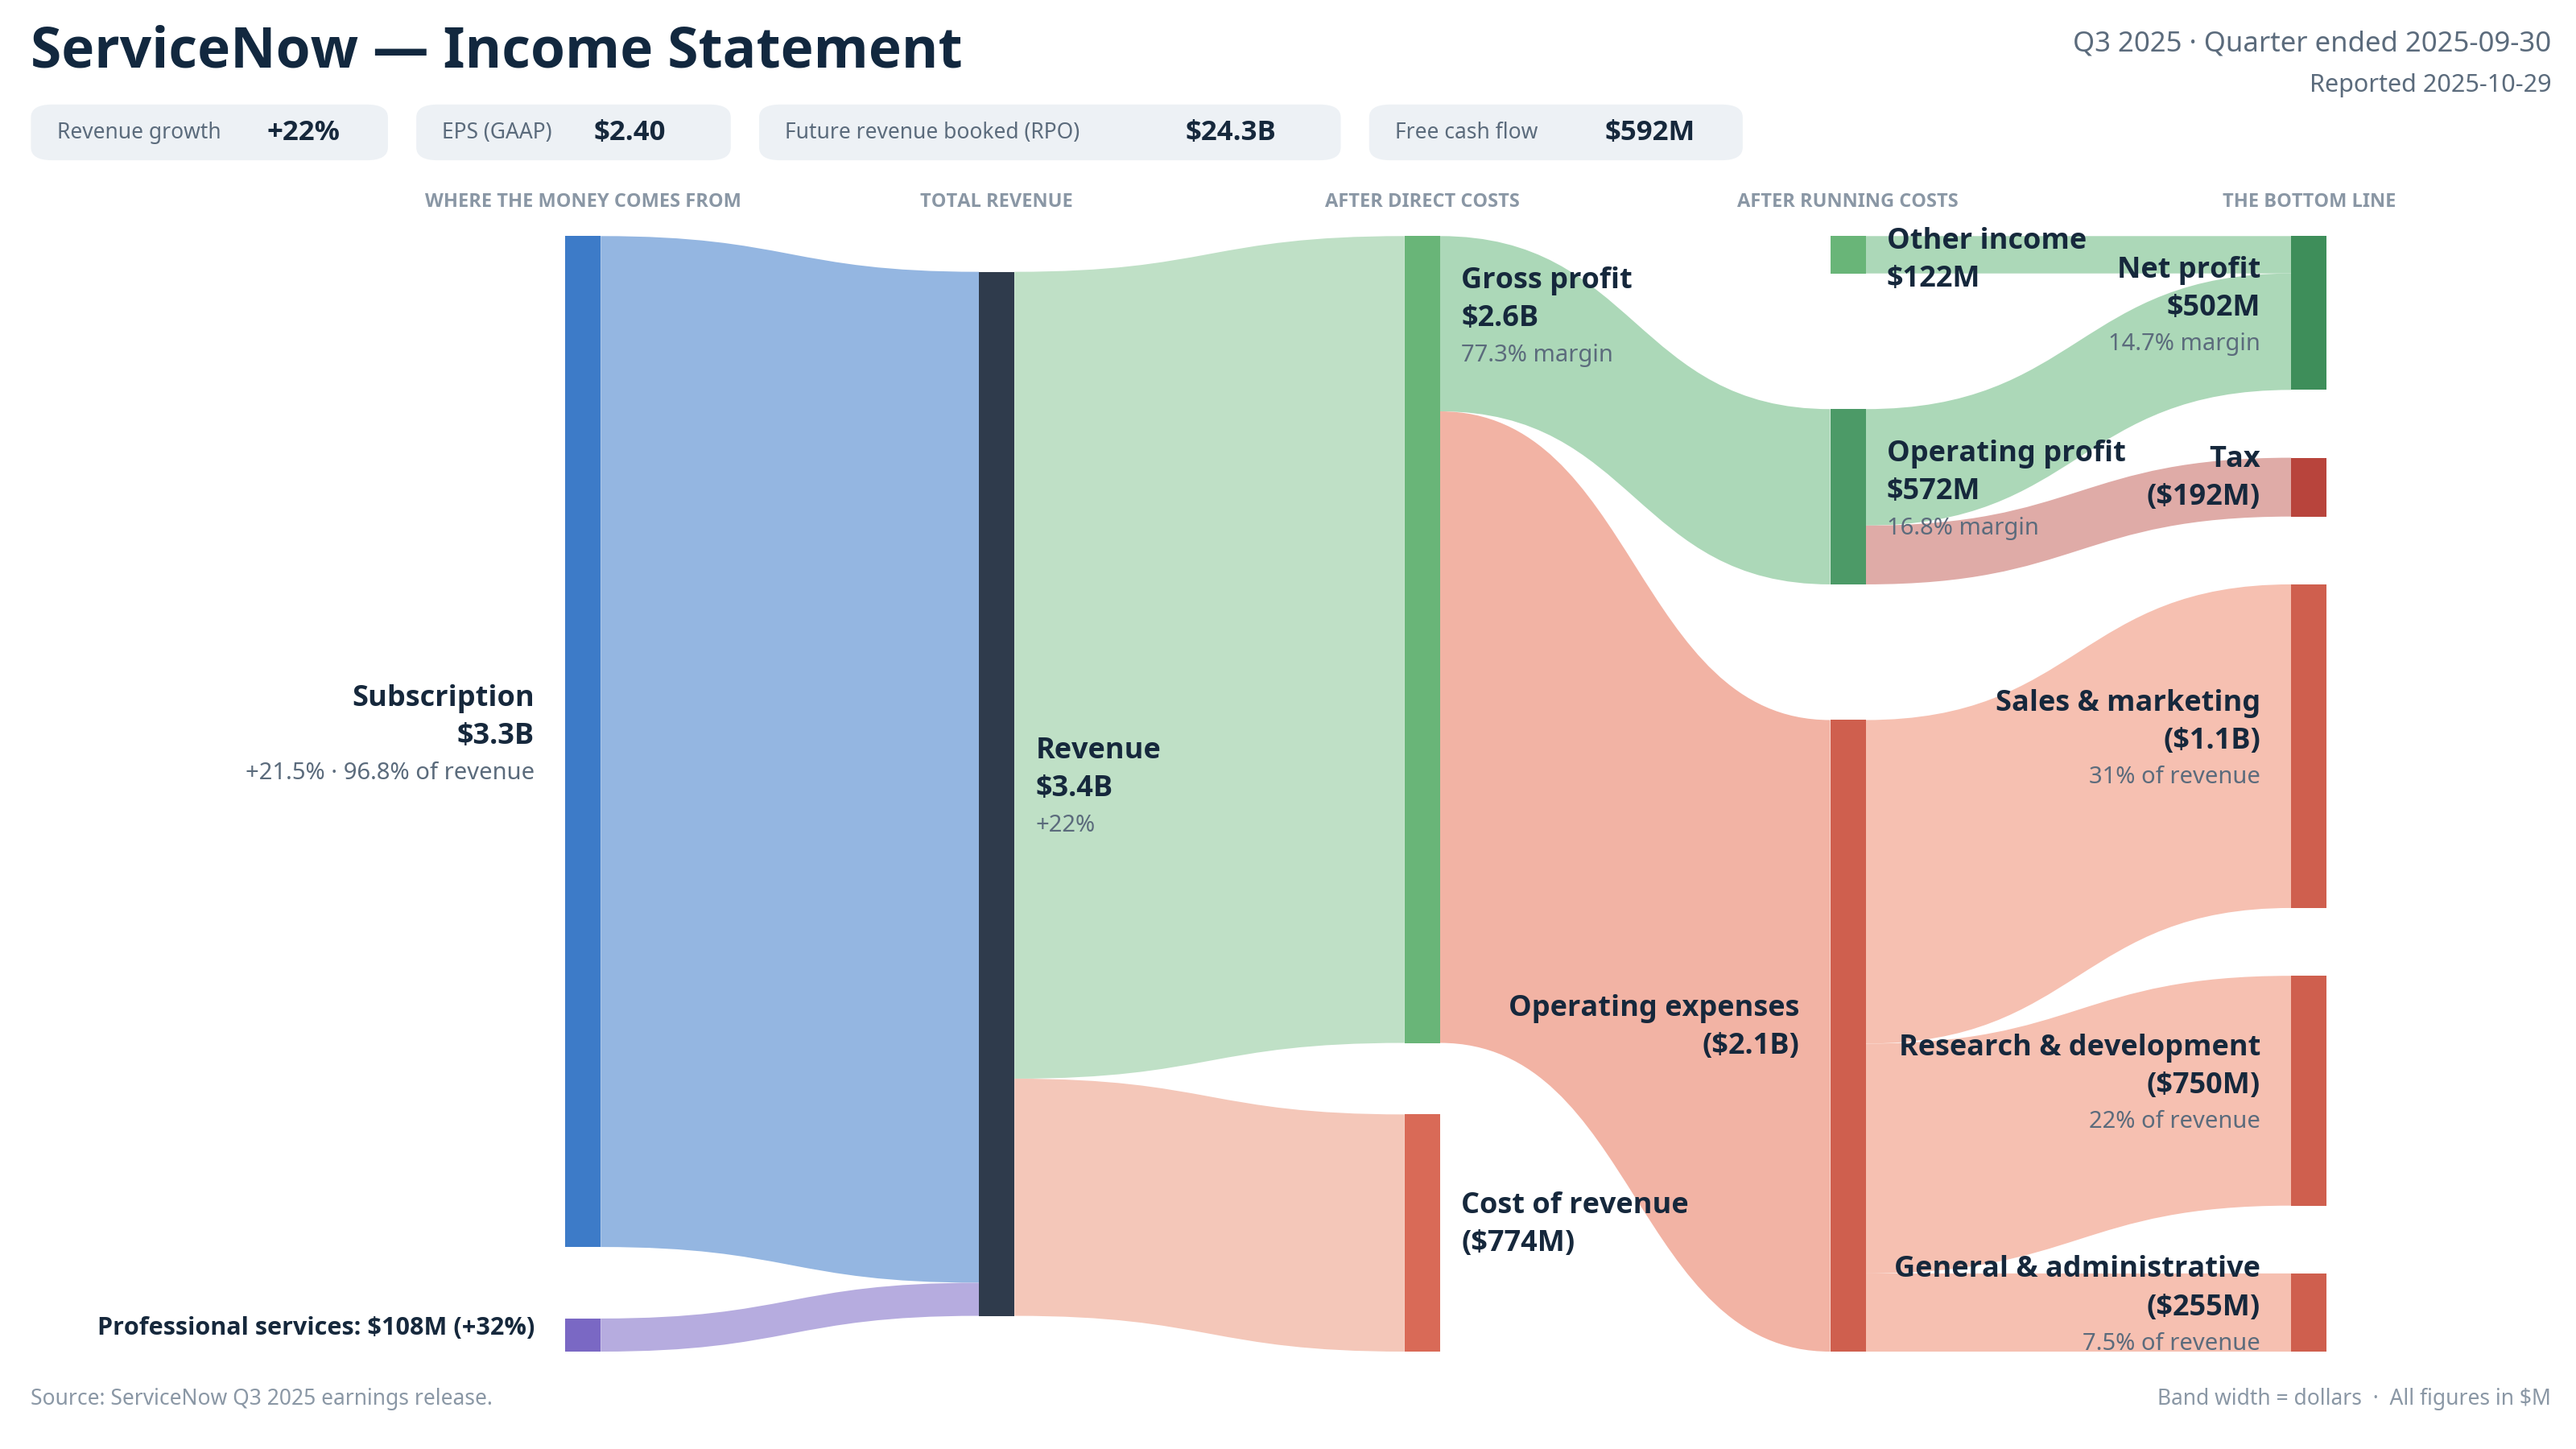 ServiceNow — Income Statement
Q3 2025 · Quarter ended 2025-09-30
Reported 2025-10-29
Revenue growth +22%
EPS (GAAP) $2.40
Future revenue booked (RPO) $24.3B
Free cash flow $592M
WHERE THE MONEY COMES FROM
TOTAL REVENUE
AFTER DIRECT COSTS
AFTER RUNNING COSTS
THE BOTTOM LINE
Subscription
$3.3B
+21.5% · 96.8% of revenue
Professional services: $108M (+32%)
Revenue
$3.4B
+22%
Gross profit
$2.6B
77.3% margin
Cost of revenue
($774M)
Other income
$122M
Operating profit
$572M
16.8% margin
Operating expenses
($2.1B)
Net profit
$502M
14.7% margin
Tax
($192M)
Sales & marketing
($1.1B)
31% of revenue
Research & development
($750M)
22% of revenue
General & administrative
($255M)
7.5% of revenue
Source: ServiceNow Q3 2025 earnings release.
Band width = dollars · All figures in $M